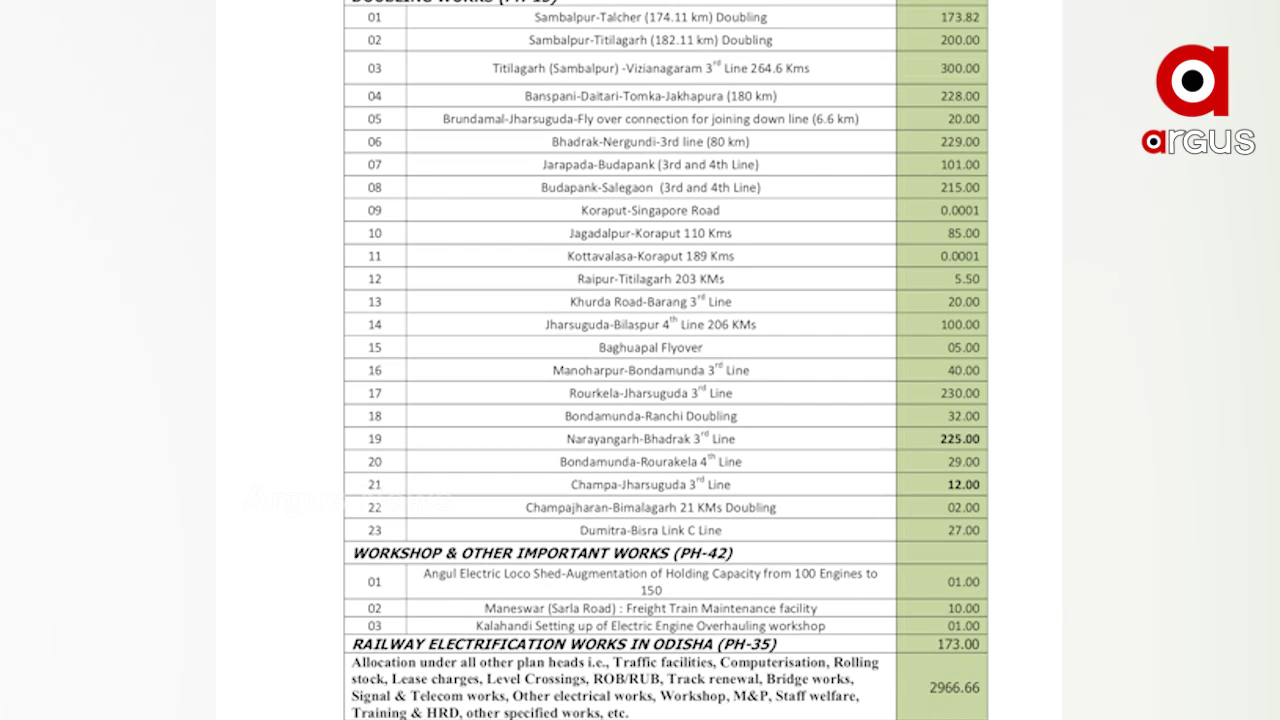 DOUBLING WORKS (PH-15)
01 Sambalpur-Talcher (174.11 km) Doubling 173.82
02 Sambalpur-Titilagarh (182.11 km) Doubling 200.00
03 Titilagarh (Sambalpur) -Vizianagaram 3rd Line 264.6 Kms 300.00
04 Banspani-Daitari-Tomka-Jakhapura (180 km) 228.00
05 Brundamal-Jharsuguda-Fly over connection for joining down line (6.6 km) 20.00
06 Bhadrak-Nergundi-3rd line (80 km) 229.00
07 Jarapada-Budapank (3rd and 4th Line) 101.00
08 Budapank-Salegaon (3rd and 4th Line) 215.00
09 Koraput-Singapore Road 0.0001
10 Jagadalpur-Koraput 110 Kms 85.00
11 Kottavalasa-Koraput 189 Kms 0.0001
12 Raipur-Titilagarh 203 KMs 5.50
13 Khurda Road-Barang 3rd Line 20.00
14 Jharsuguda-Bilaspur 4th Line 206 KMs 100.00
15 Baghuapal Flyover 05.00
16 Manoharpur-Bondamunda 3rd Line 40.00
17 Rourkela-Jharsuguda 3rd Line 230.00
18 Bondamunda-Ranchi Doubling 32.00
19 Narayangarh-Bhadrak 3rd Line 225.00
20 Bondamunda-Rourakela 4th Line 29.00
21 Champa-Jharsuguda 3rd Line 12.00
22 Champajharan-Bimalagarh 21 KMs Doubling 02.00
23 Dumitra-Bisra Link C Line 27.00
WORKSHOP & OTHER IMPORTANT WORKS (PH-42)
01 Angul Electric Loco Shed-Augmentation of Holding Capacity from 100 Engines to 01.00
150
02 Maneswar (Sarla Road) : Freight Train Maintenance facility 10.00
03 Kalahandi Setting up of Electric Engine Overhauling workshop 01.00
RAILWAY ELECTRIFICATION WORKS IN ODISHA (PH-35) 173.00
Allocation under all other plan heads i.e., Traffic facilities, Computerisation, Rolling
stock, Lease charges, Level Crossings, ROB/RUB, Track renewal, Bridge works,
Signal & Telecom works, Other electrical works, Workshop, M&P, Staff welfare,
Training & HRD, other specified works, etc.
2966.66
argus
Argus